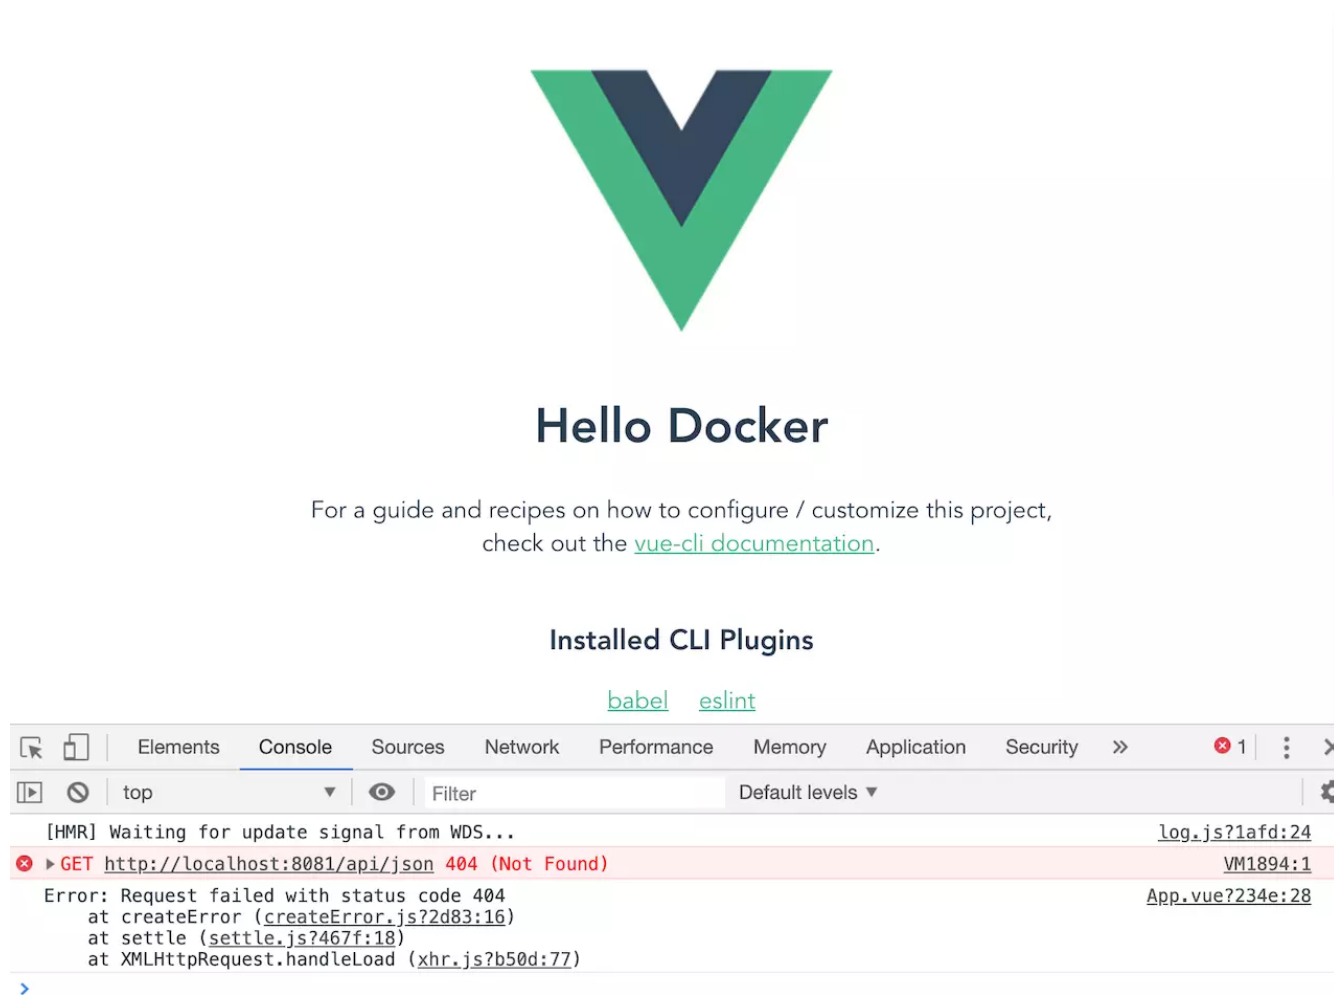 Hello Docker
For a guide and recipes on how to configure / customize this project,
check out the vue-cli documentation.
Installed CLI Plugins
babel eslint
Elements Console Sources Network Performance Memory Application Security » 1
top Filter Default levels ▼
[HMR] Waiting for update signal from WDS... log.js?1afd:24
GET http://localhost:8081/api/json 404 (Not Found) VM1894:1
Error: Request failed with status code 404 App.vue?234e:28
at createError (createError.js?2d83:16)
at settle (settle.js?467f:18)
at XMLHttpRequest.handleLoad (xhr.js?b50d:77)